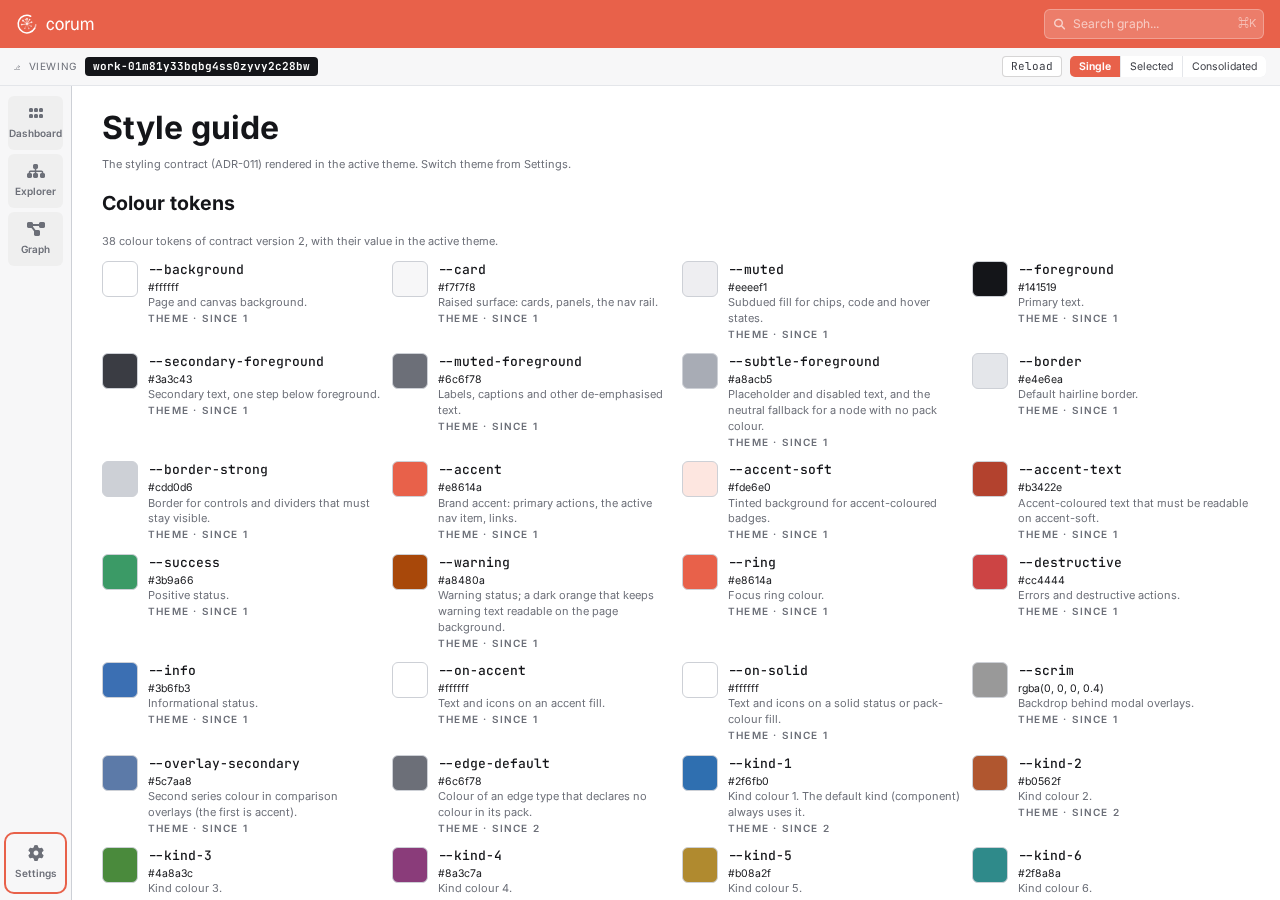 corum
Search graph...
⌘K
VIEWING
work-01m81y33bqbg4ss0zyvy2c28bw
Reload
Single
Selected
Consolidated
Dashboard
Explorer
Graph
Settings
Style guide
The styling contract (ADR-011) rendered in the active theme. Switch theme from Settings.
Colour tokens
38 colour tokens of contract version 2, with their value in the active theme.
--background
#ffffff
Page and canvas background.
THEME · SINCE 1
--card
#f7f7f8
Raised surface: cards, panels, the nav rail.
THEME · SINCE 1
--muted
#eeeef1
Subdued fill for chips, code and hover
states.
THEME · SINCE 1
--foreground
#141519
Primary text.
THEME · SINCE 1
--secondary-foreground
#3a3c43
Secondary text, one step below foreground.
THEME · SINCE 1
--muted-foreground
#6c6f78
Labels, captions and other de-emphasised
text.
THEME · SINCE 1
--subtle-foreground
#a8acb5
Placeholder and disabled text, and the
neutral fallback for a node with no pack
colour.
THEME · SINCE 1
--border
#e4e6ea
Default hairline border.
THEME · SINCE 1
--border-strong
#cdd0d6
Border for controls and dividers that must
stay visible.
THEME · SINCE 1
--accent
#e8614a
Brand accent: primary actions, the active
nav item, links.
THEME · SINCE 1
--accent-soft
#fde6e0
Tinted background for accent-coloured
badges.
THEME · SINCE 1
--accent-text
#b3422e
Accent-coloured text that must be readable
on accent-soft.
THEME · SINCE 1
--success
#3b9a66
Positive status.
THEME · SINCE 1
--warning
#a8480a
Warning status; a dark orange that keeps
warning text readable on the page
background.
THEME · SINCE 1
--ring
#e8614a
Focus ring colour.
THEME · SINCE 1
--destructive
#cc4444
Errors and destructive actions.
THEME · SINCE 1
--info
#3b6fb3
Informational status.
THEME · SINCE 1
--on-accent
#ffffff
Text and icons on an accent fill.
THEME · SINCE 1
--on-solid
#ffffff
Text and icons on a solid status or pack-
colour fill.
THEME · SINCE 1
--scrim
rgba(0, 0, 0, 0.4)
Backdrop behind modal overlays.
THEME · SINCE 1
--overlay-secondary
#5c7aa8
Second series colour in comparison
overlays (the first is accent).
THEME · SINCE 1
--edge-default
#6c6f78
Colour of an edge type that declares no
colour in its pack.
THEME · SINCE 2
--kind-1
#2f6fb0
Kind colour 1. The default kind (component)
always uses it.
THEME · SINCE 2
--kind-2
#b0562f
Kind colour 2.
THEME · SINCE 2
--kind-3
#4a8a3c
Kind colour 3.
--kind-4
#8a3c7a
Kind colour 4.
--kind-5
#b08a2f
Kind colour 5.
--kind-6
#2f8a8a
Kind colour 6.